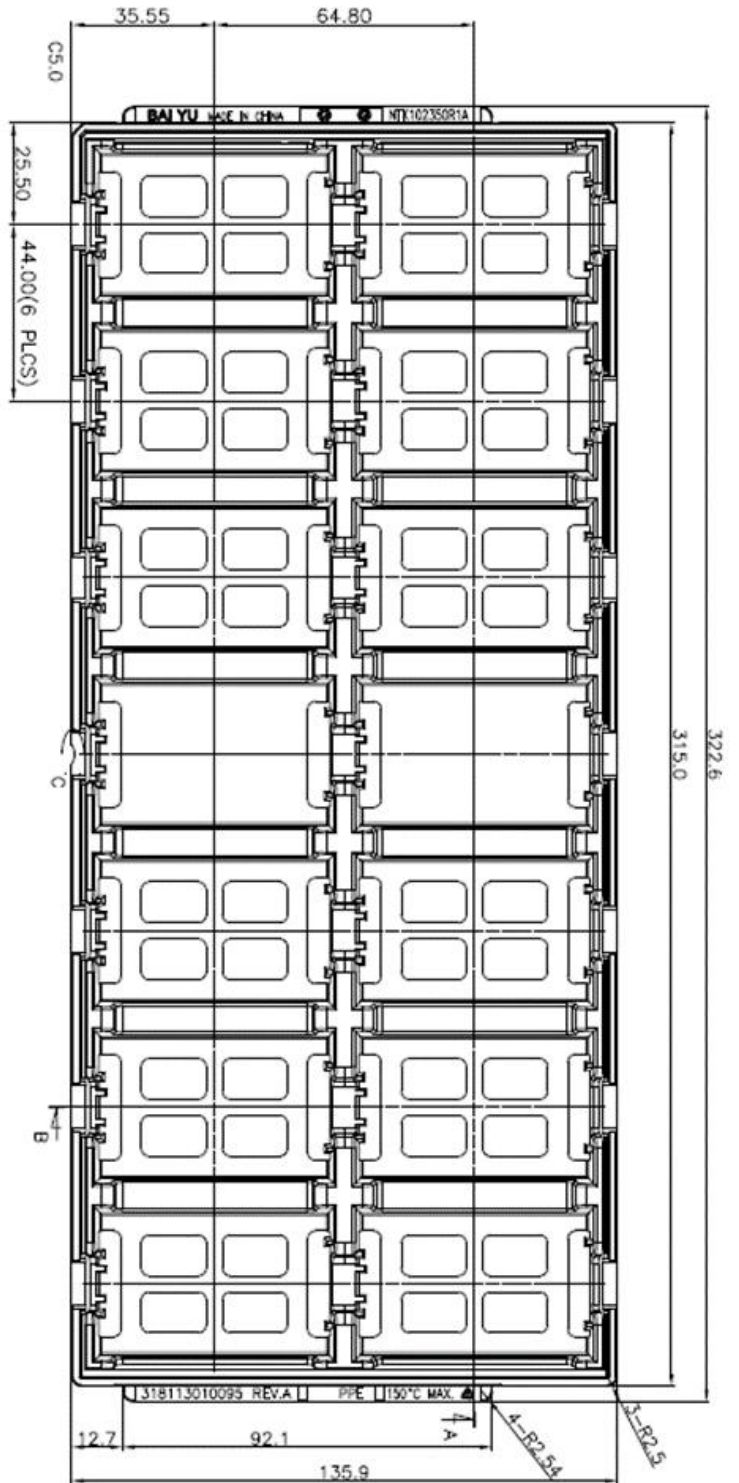 35.55
64.80
C5.0
BAI YU MADE IN CHINA
NTK102350R1A
25.50
44.00(6 PLCS)
322.6
315.0
C
B
318113010095 REV.A
PPE
150°C MAX.
A
3-R2.5
4-R2.54
12.7
92.1
135.9